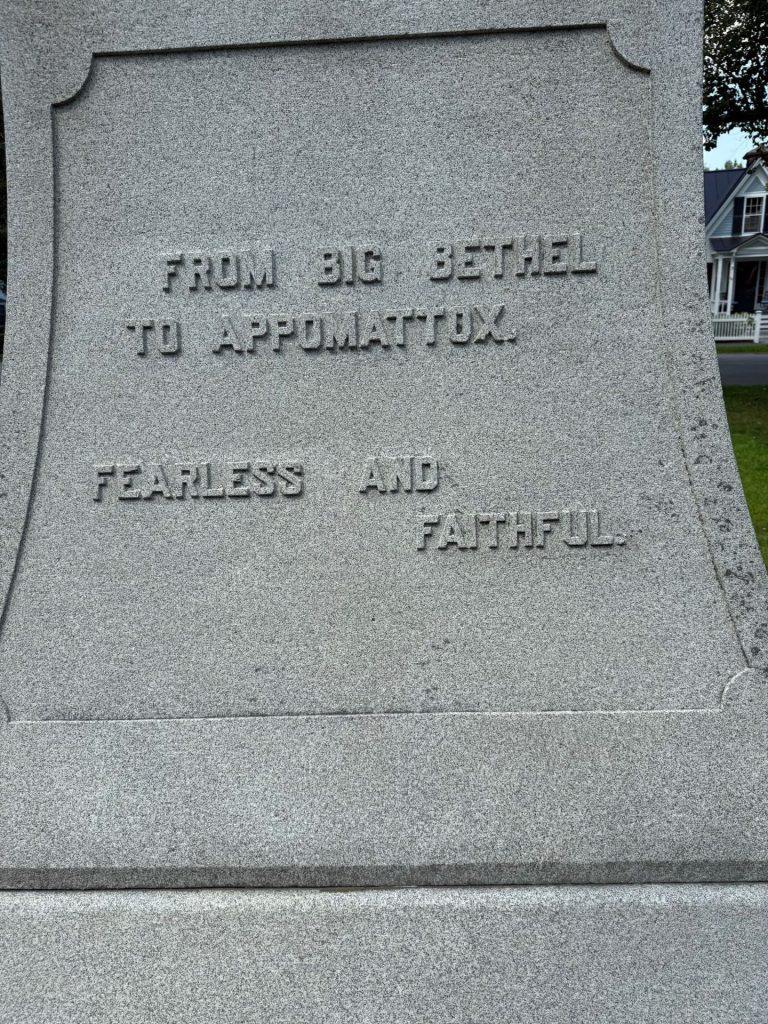 FROM BIG BETHEL
TO APPOMATTOX.
FEARLESS AND
FAITHFUL.